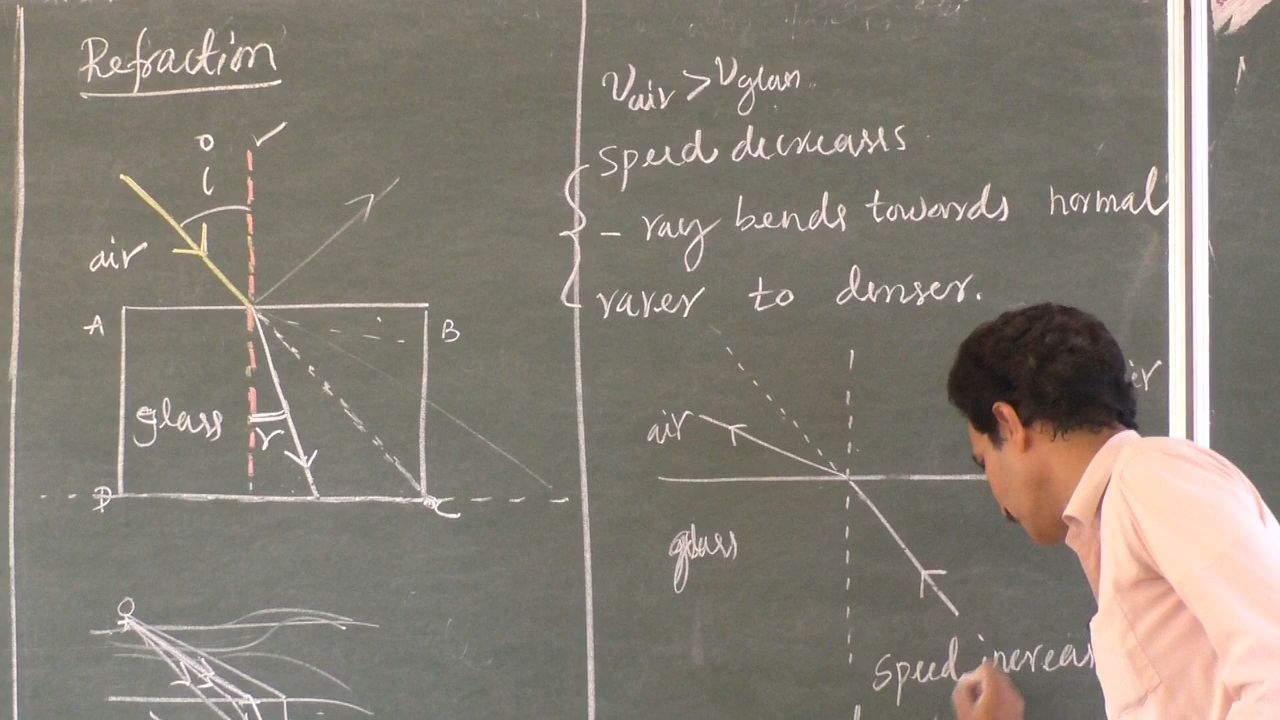 Refraction
i
air
A
B
glass
r
D
C
O
Vair > Vglass
Speed decreases
- ray bends towards normal
rarer to denser.
air
glass
Speed increas